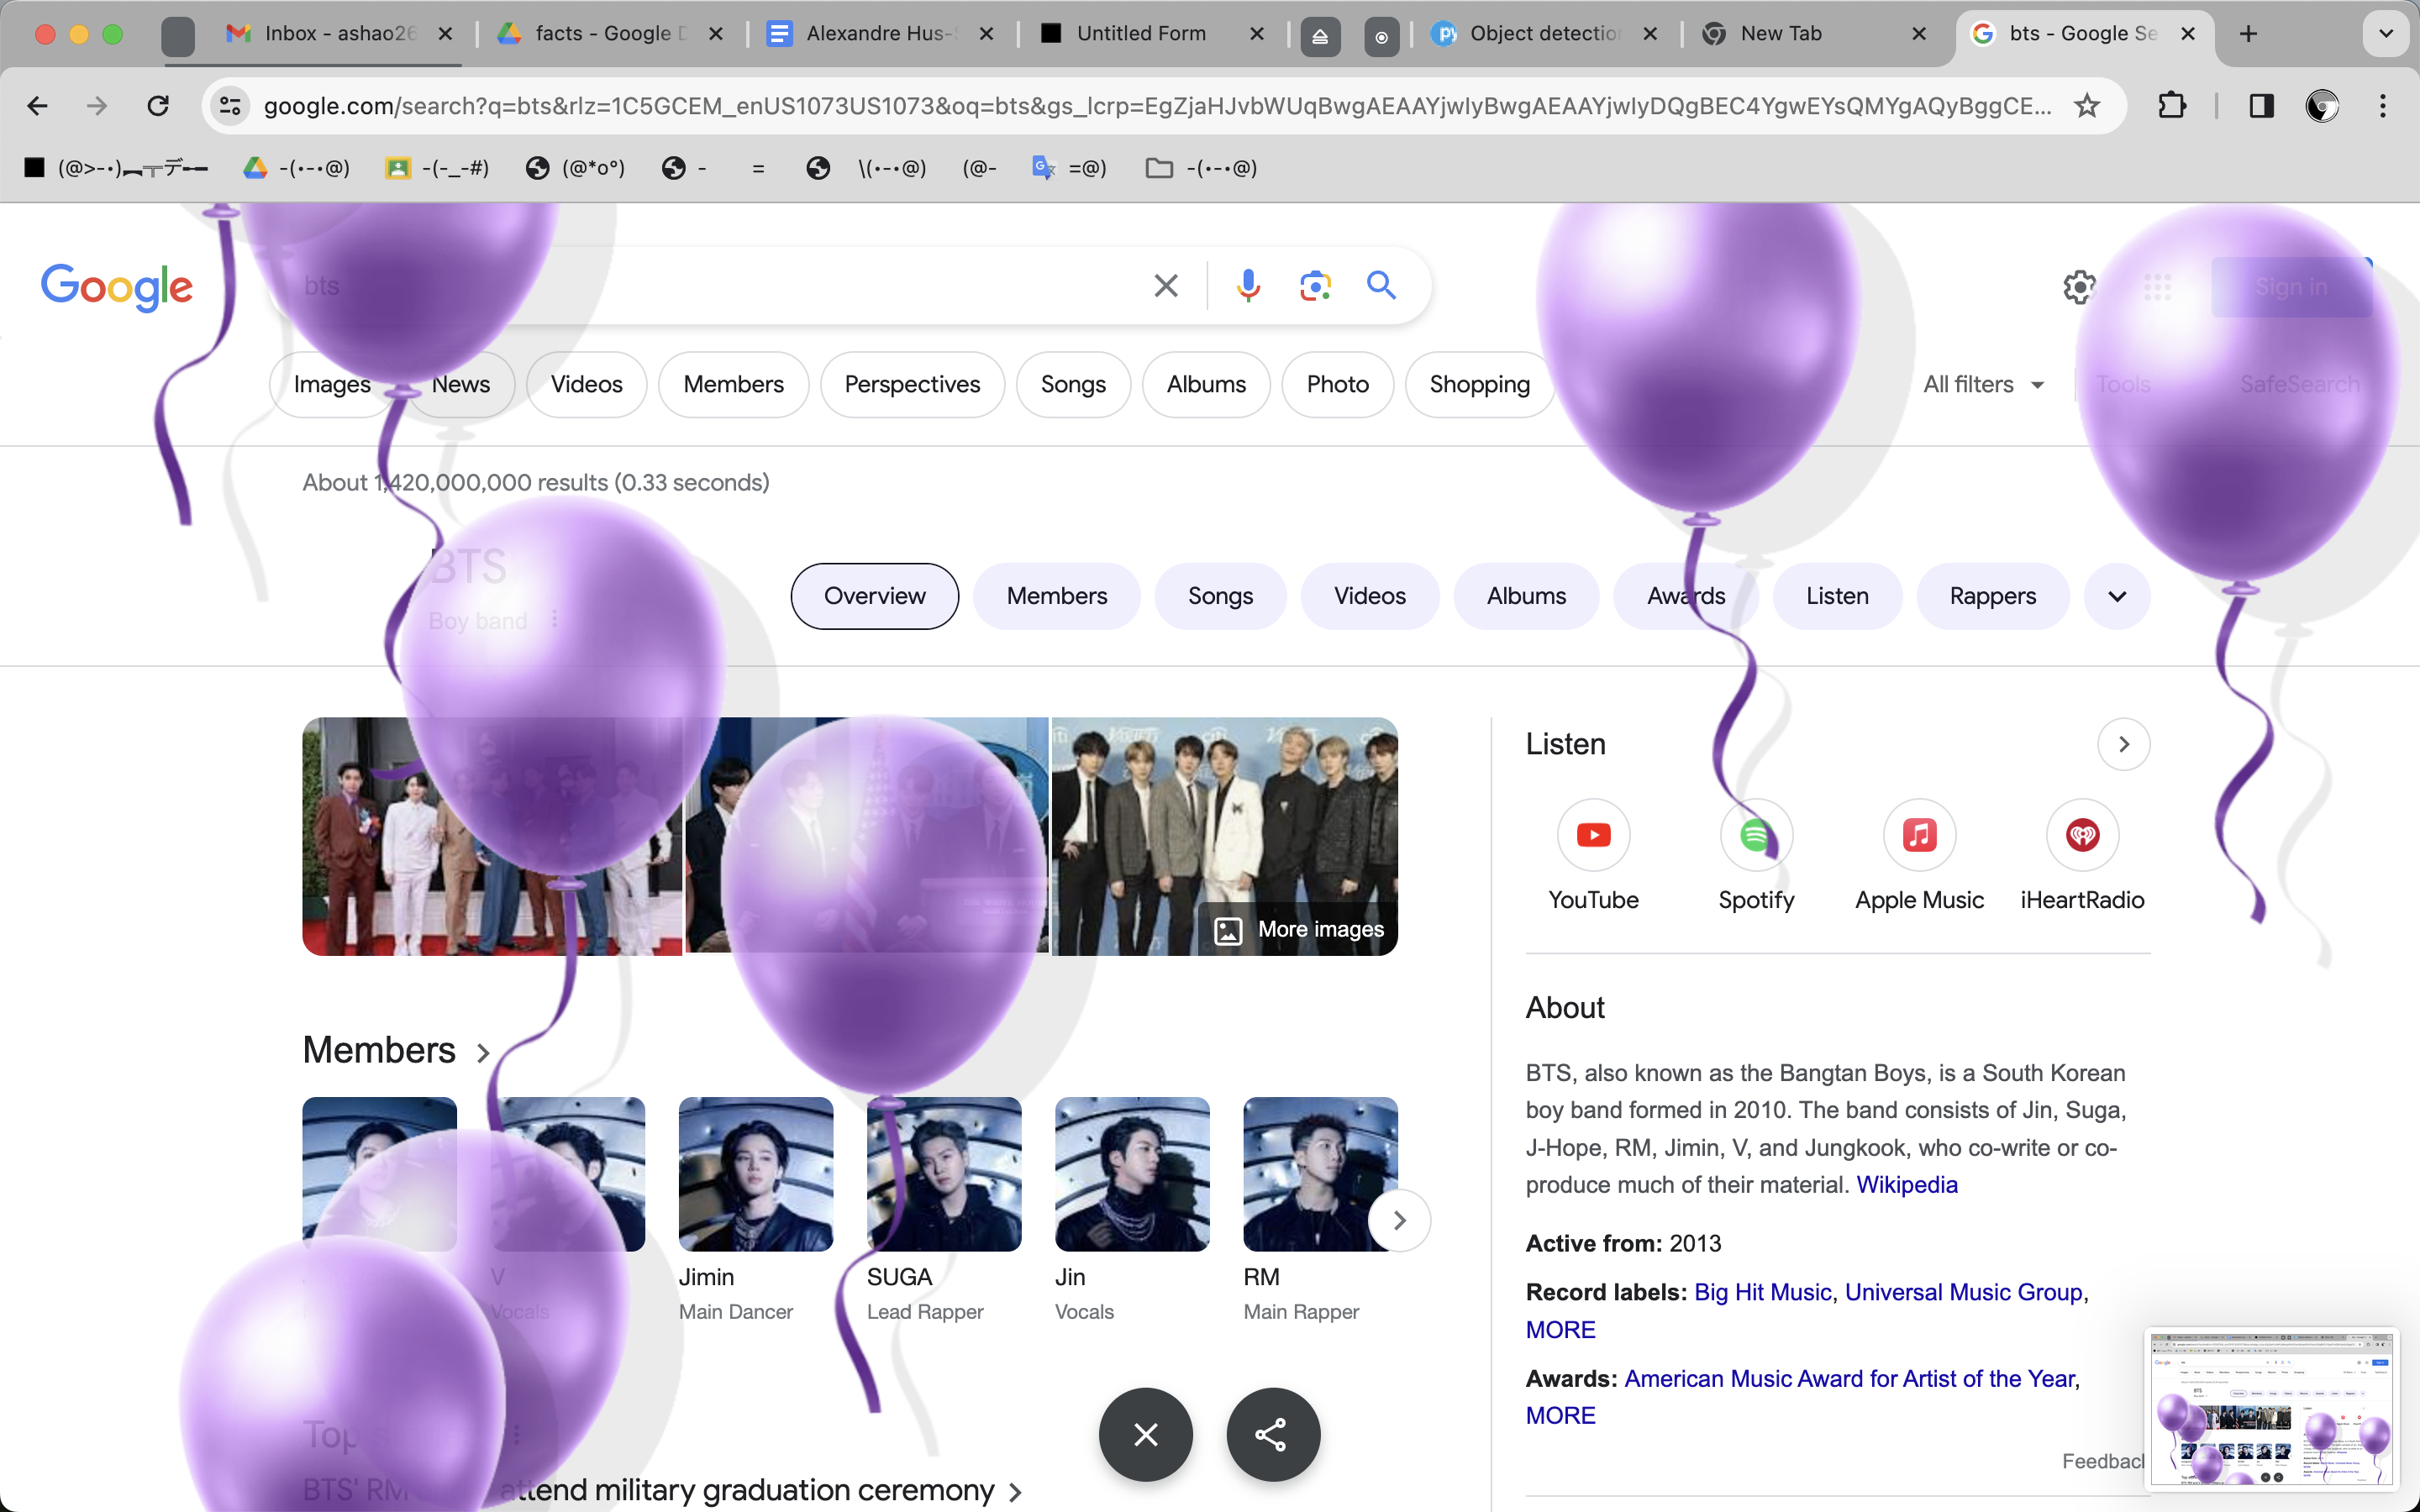 Inbox - ashao26
facts - Google D
Alexandre Hus-S
Untitled Form
Object detection
New Tab
bts - Google Se
google.com/search?q=bts&rlz=1C5GCEM_enUS1073US1073&oq=bts&gs_lcrp=EgZjaHJvbWUqBwgAEAAYjwIyBwgAEAAYjwIyDQgBEC4YgwEYsQMYgAQyBggCE...
(@>-•)︻╦デ╾━
-(•-•@)
-(-_-#)
(@*o°)
-
=
\(•-•@)
(@-
=@)
-(•-•@)
Google
bts
Sign in
Images
News
Videos
Members
Perspectives
Songs
Albums
Photo
Shopping
All filters
Tools
SafeSearch
About 1,420,000,000 results (0.33 seconds)
BTS
Boy band
Overview
Members
Songs
Videos
Albums
Awards
Listen
Rappers
More images
Listen
YouTube
Spotify
Apple Music
iHeartRadio
Members
V
Vocals
Jimin
Main Dancer
SUGA
Lead Rapper
Jin
Vocals
RM
Main Rapper
About
BTS, also known as the Bangtan Boys, is a South Korean
boy band formed in 2010. The band consists of Jin, Suga,
J-Hope, RM, Jimin, V, and Jungkook, who co-write or co-
produce much of their material. Wikipedia
Active from: 2013
Record labels: Big Hit Music, Universal Music Group,
MORE
Awards: American Music Award for Artist of the Year,
MORE
Feedback
Top
BTS' RM attend military graduation ceremony